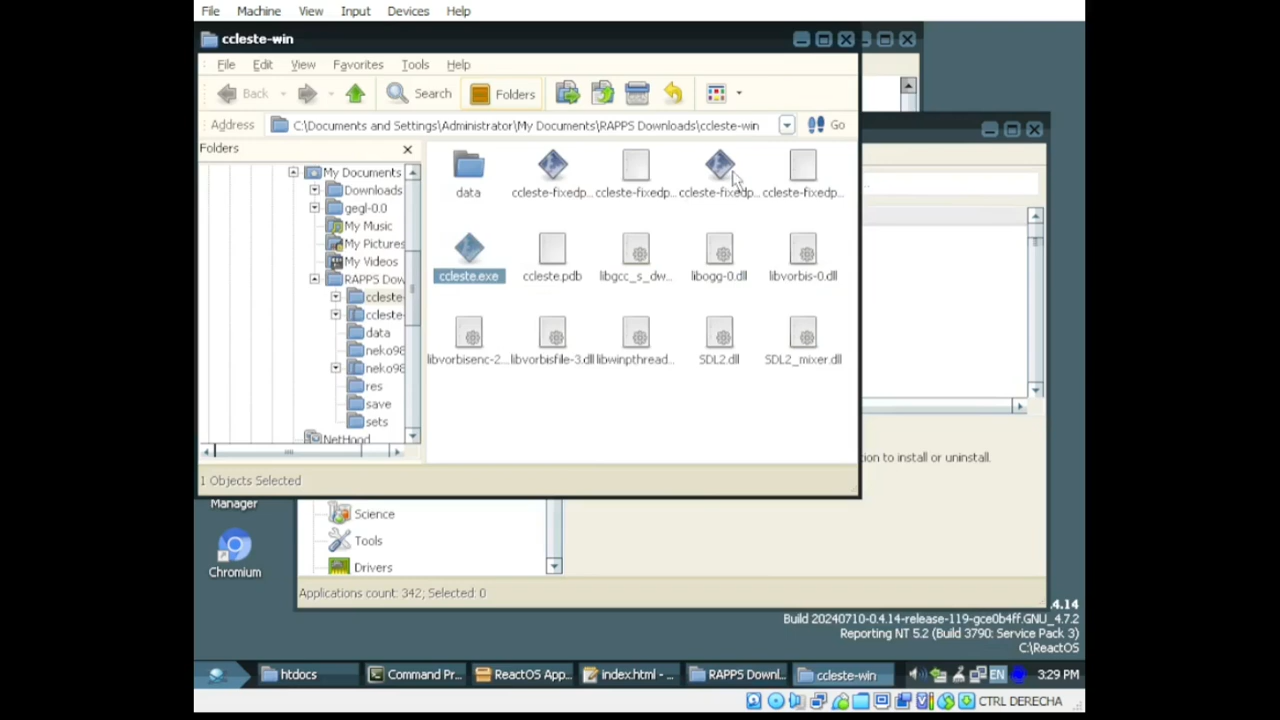 File Machine View Input Devices Help
ccleste-win
File Edit View Favorites Tools Help
Back Search Folders
Address C:\Documents and Settings\Administrator\My Documents\RAPPS Downloads\ccleste-win Go
Folders
My Documents
Downloads
gegl-0.0
My Music
My Pictures
My Videos
RAPPS Dow
ccleste-
ccleste-
data
neko98
neko98
res
save
sets
NetHood
data ccleste-fixedp... ccleste-fixedp... ccleste-fixedp... ccleste-fixedp...
ccleste.exe ccleste.pdb libgcc_s_dw... libogg-0.dll libvorbis-0.dll
libvorbisenc-2... libvorbisfile-3.dll libwinpthread... SDL2.dll SDL2_mixer.dll
ion to install or uninstall.
1 Objects Selected
Manager
Science
Tools
Chromium
Drivers
Applications count: 342; Selected: 0
.4.14
Build 20240710-0.4.14-release-119-gce0b4ff.GNU_4.7.2
Reporting NT 5.2 (Build 3790: Service Pack 3)
C:\ReactOS
htdocs Command Pr... ReactOS App... index.html - ... RAPPS Downl... ccleste-win EN 3:29 PM
CTRL DERECHA